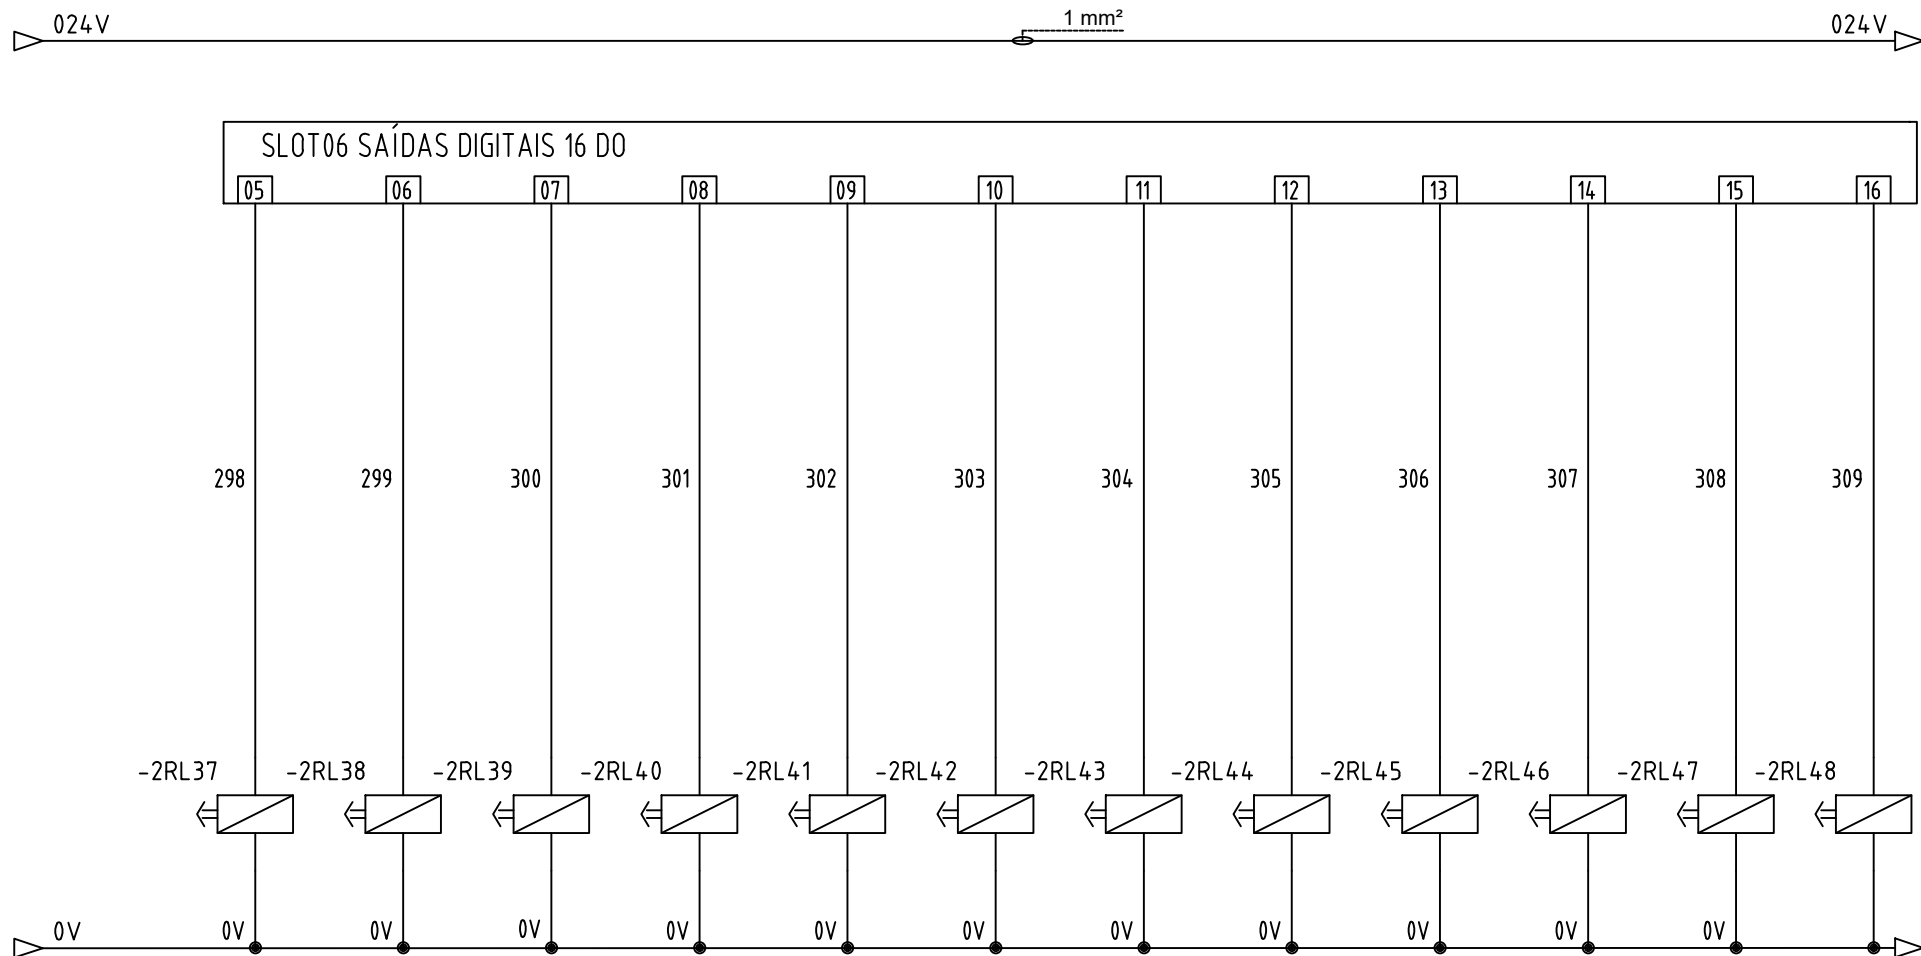 024V 1 mm² 024V
SLOT06 SAÍDAS DIGITAIS 16 DO
05 06 07 08 09 10 11 12 13 14 15 16
298 299 300 301 302 303 304 305 306 307 308 309
-2RL37 -2RL38 -2RL39 -2RL40 -2RL41 -2RL42 -2RL43 -2RL44 -2RL45 -2RL46 -2RL47 -2RL48
0V 0V 0V 0V 0V 0V 0V 0V 0V 0V 0V 0V